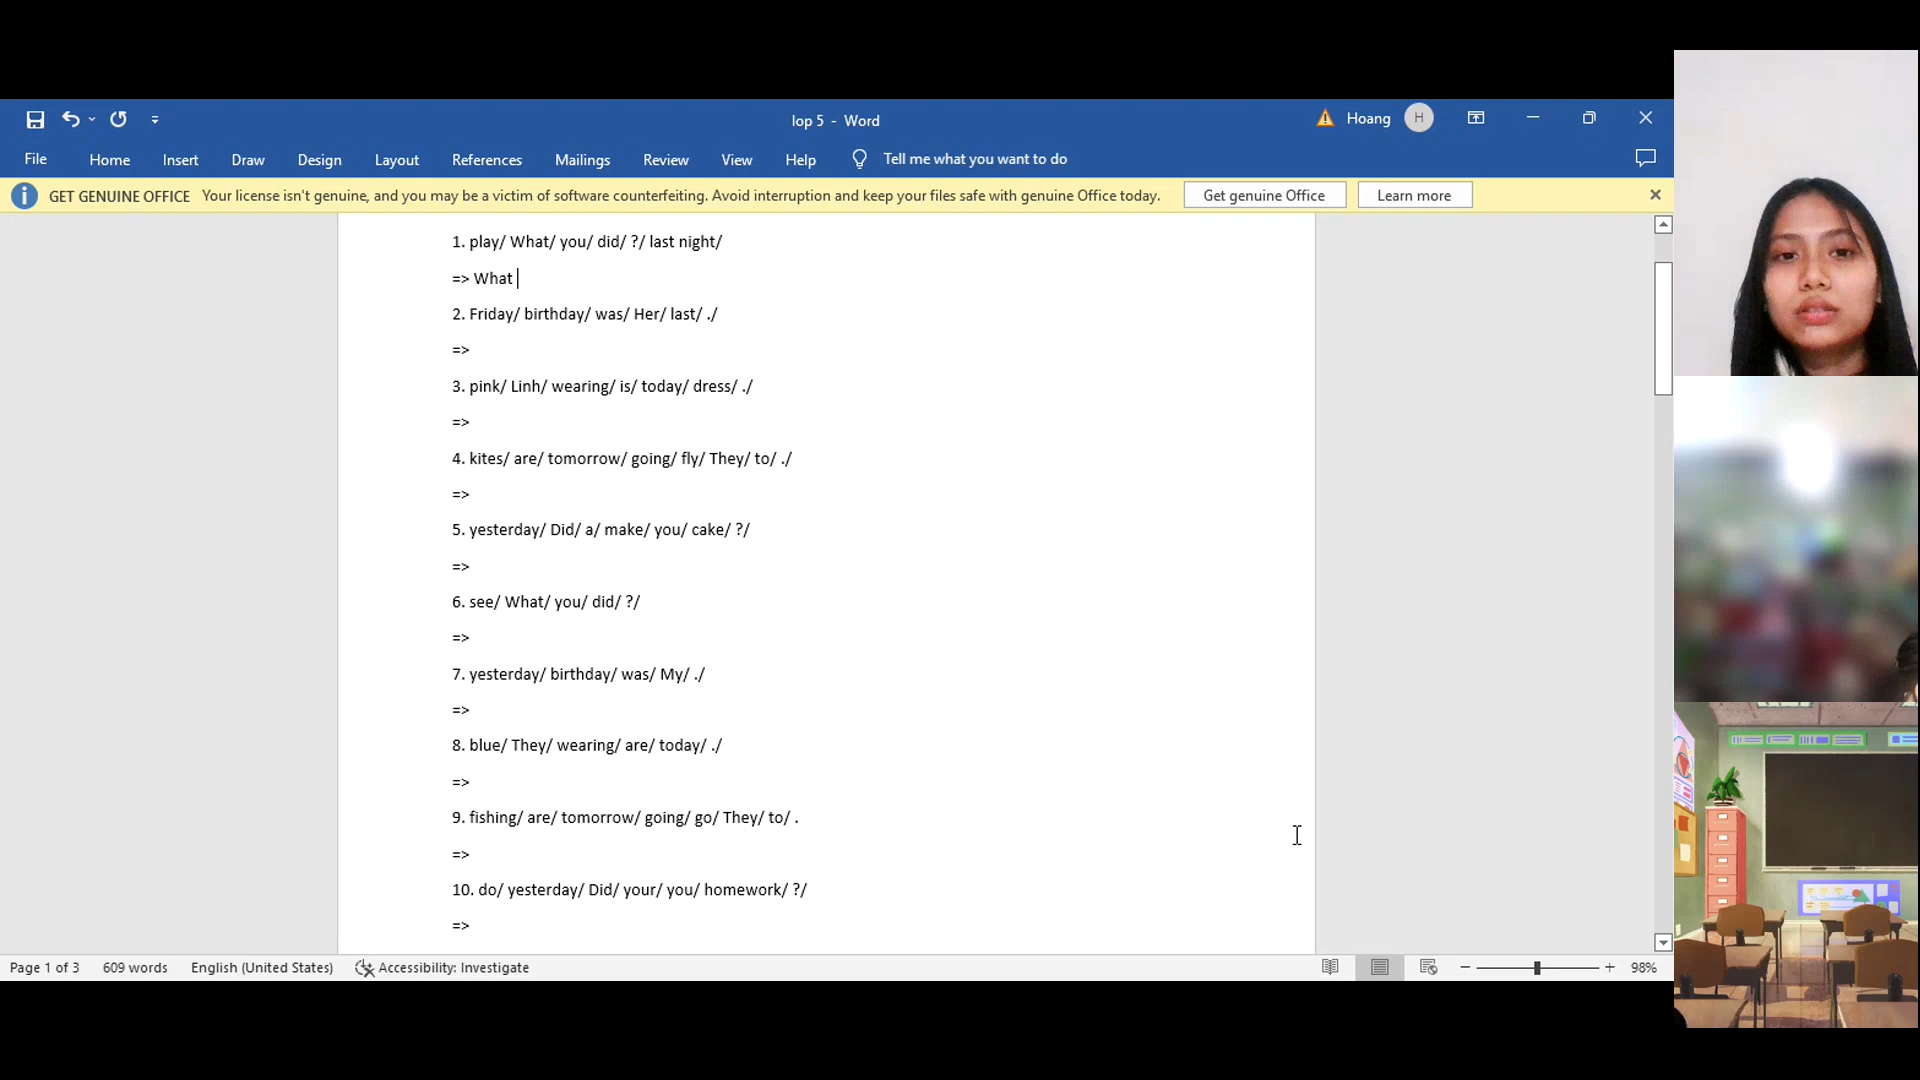 lop 5 - Word
Hoang
H
File Home Insert Draw Design Layout References Mailings Review View Help Tell me what you want to do
GET GENUINE OFFICE Your license isn't genuine, and you may be a victim of software counterfeiting. Avoid interruption and keep your files safe with genuine Office today. Get genuine Office Learn more
1. play/ What/ you/ did/ ?/ last night/
=> What
2. Friday/ birthday/ was/ Her/ last/ ./
=>
3. pink/ Linh/ wearing/ is/ today/ dress/ ./
=>
4. kites/ are/ tomorrow/ going/ fly/ They/ to/ ./
=>
5. yesterday/ Did/ a/ make/ you/ cake/ ?/
=>
6. see/ What/ you/ did/ ?/
=>
7. yesterday/ birthday/ was/ My/ ./
=>
8. blue/ They/ wearing/ are/ today/ ./
=>
9. fishing/ are/ tomorrow/ going/ go/ They/ to/ .
=>
10. do/ yesterday/ Did/ your/ you/ homework/ ?/
=>
Page 1 of 3 609 words English (United States) Accessibility: Investigate 98%